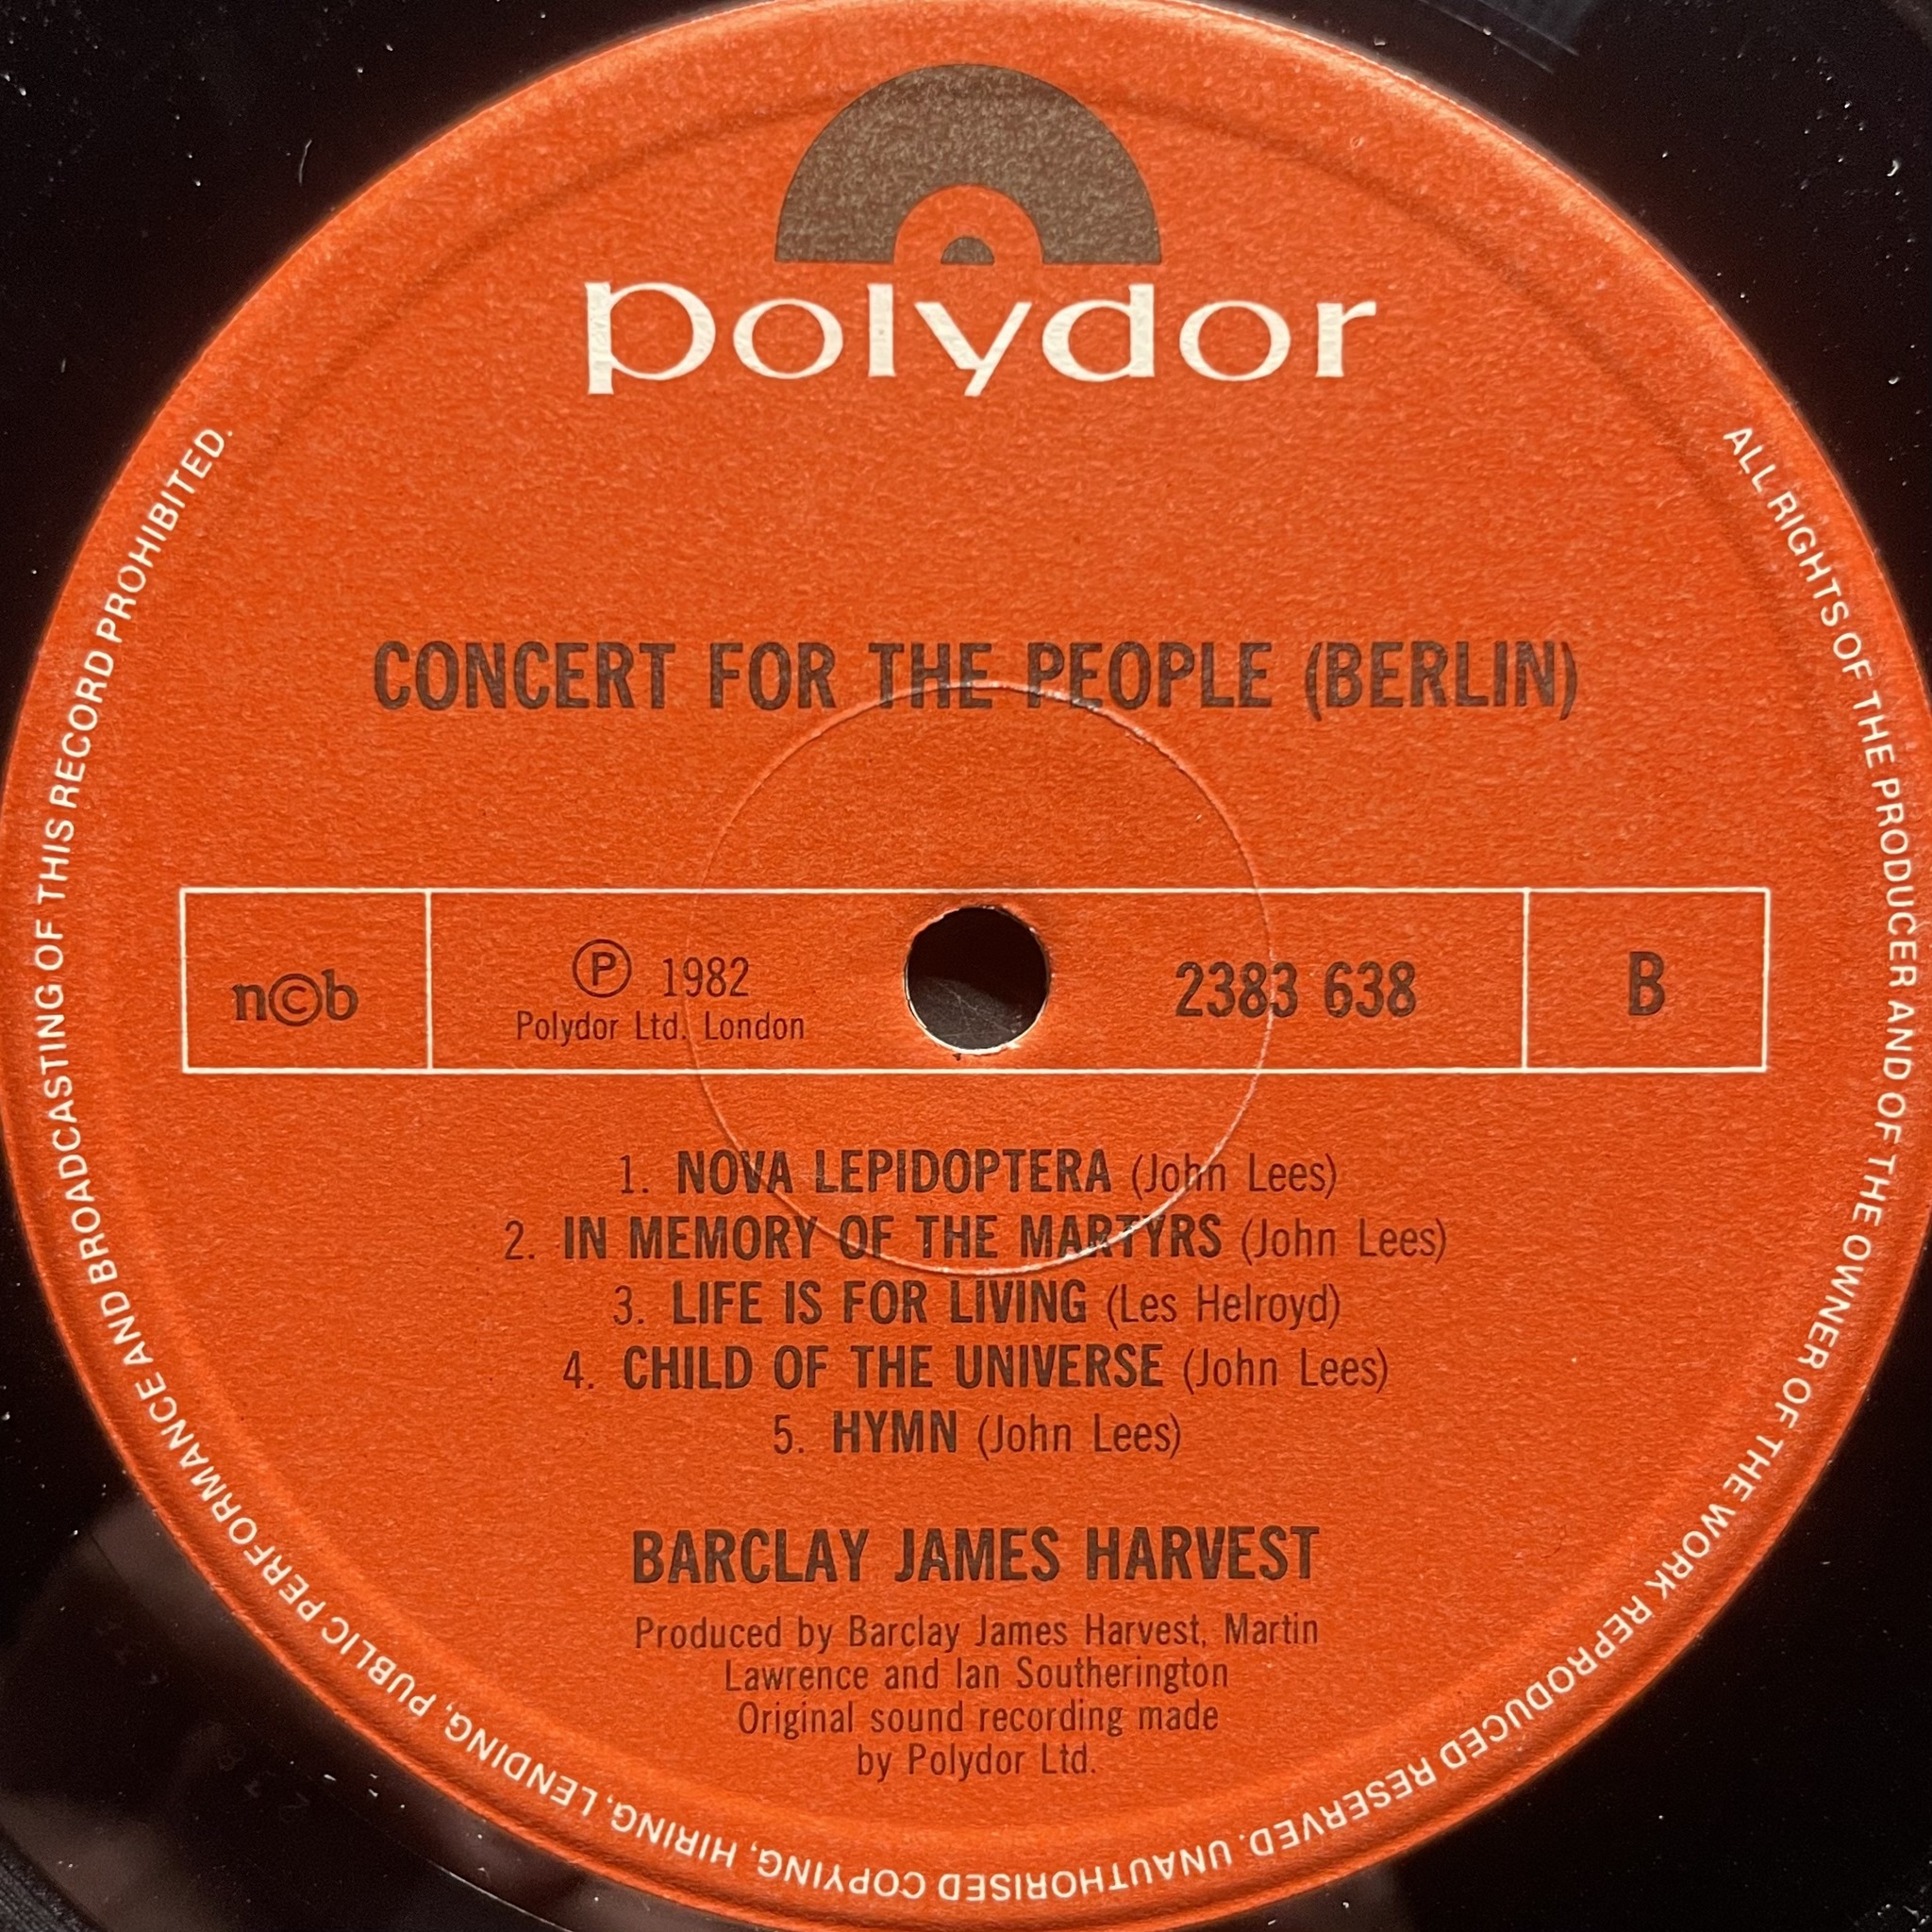 polydor
CONCERT FOR THE PEOPLE (BERLIN)
n©b
℗ 1982
Polydor Ltd. London
2383 638
B
1. NOVA LEPIDOPTERA (John Lees)
2. IN MEMORY OF THE MARTYRS (John Lees)
3. LIFE IS FOR LIVING (Les Helroyd)
4. CHILD OF THE UNIVERSE (John Lees)
5. HYMN (John Lees)
BARCLAY JAMES HARVEST
Produced by Barclay James Harvest, Martin
Lawrence and Ian Southerington
Original sound recording made
by Polydor Ltd.
ALL RIGHTS OF THE PRODUCER AND OF THE OWNER OF THE WORK REPRODUCED RESERVED. UNAUTHORISED COPYING, HIRING, LENDING, PUBLIC PERFORMANCE AND BROADCASTING OF THIS RECORD PROHIBITED.